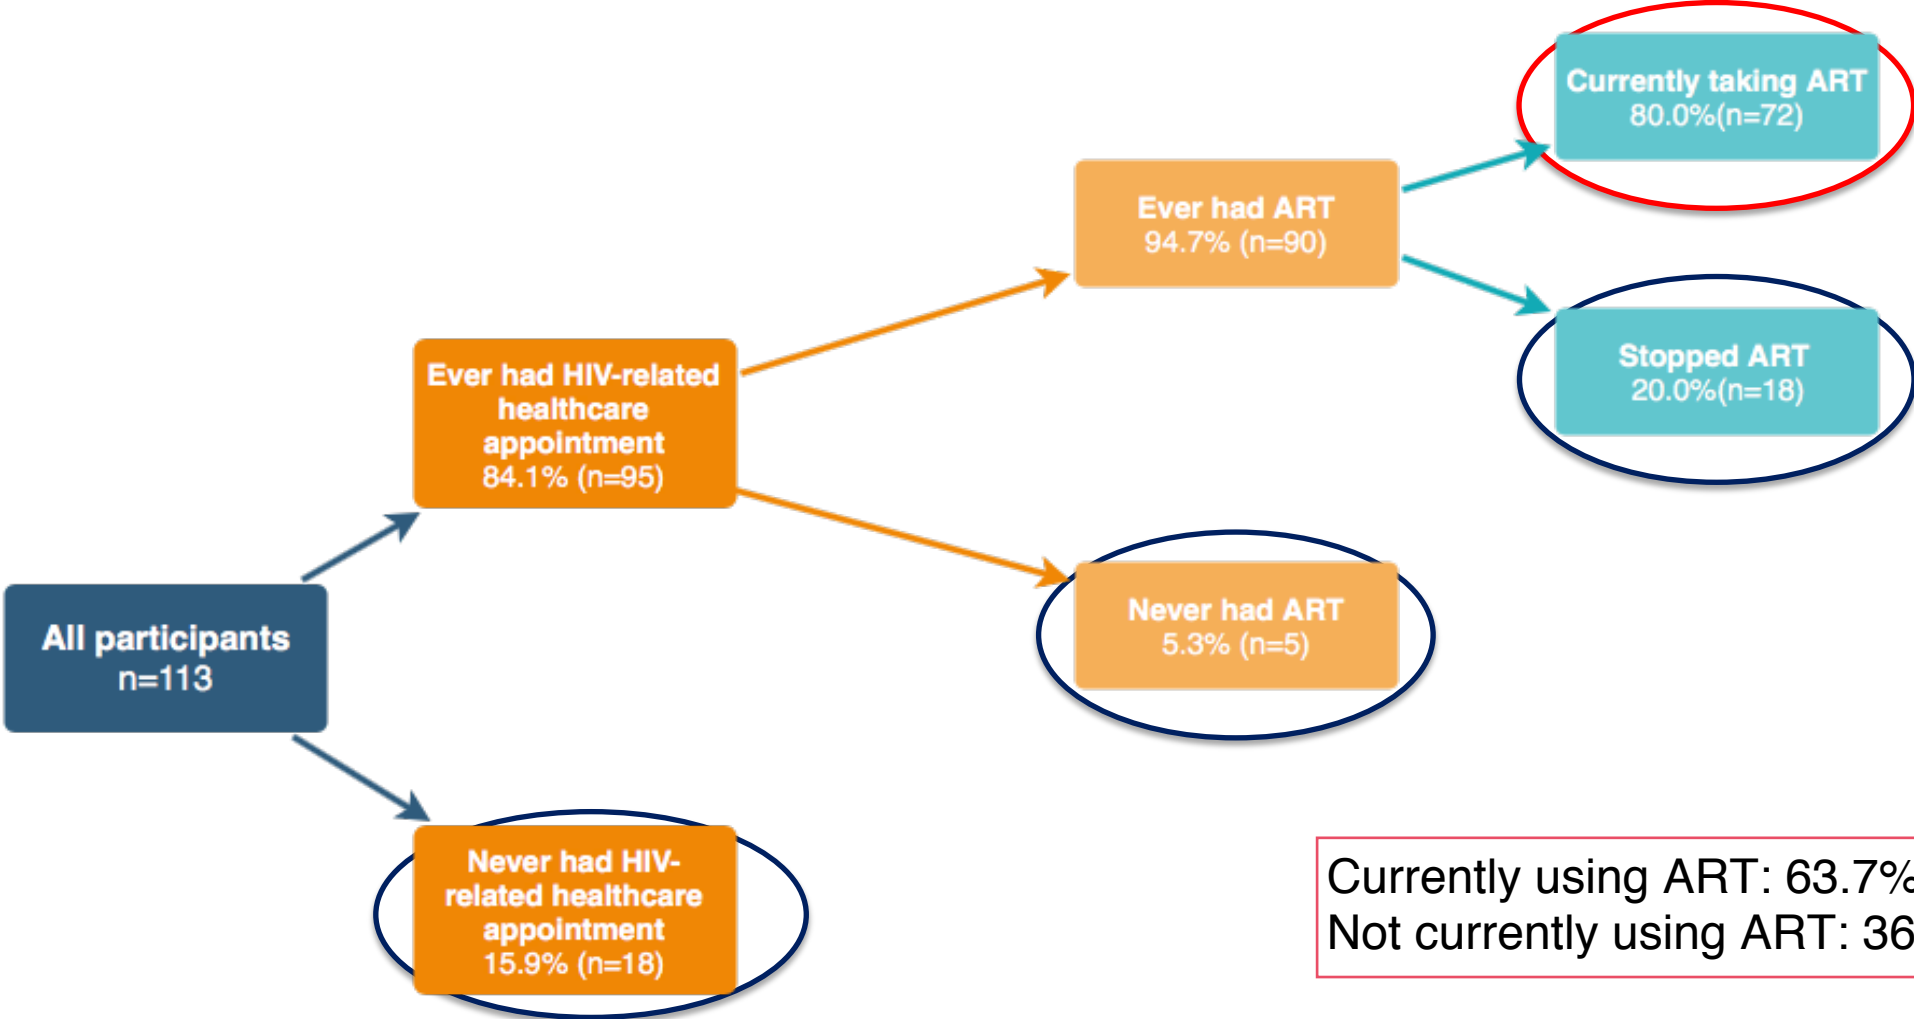 Currently taking ART
80.0%(n=72)
Ever had ART
94.7% (n=90)
Stopped ART
20.0%(n=18)
Ever had HIV-related
healthcare
appointment
84.1% (n=95)
Never had ART
5.3% (n=5)
All participants
n=113
Never had HIV-
related healthcare
appointment
15.9% (n=18)
Currently using ART: 63.7%
Not currently using ART: 36